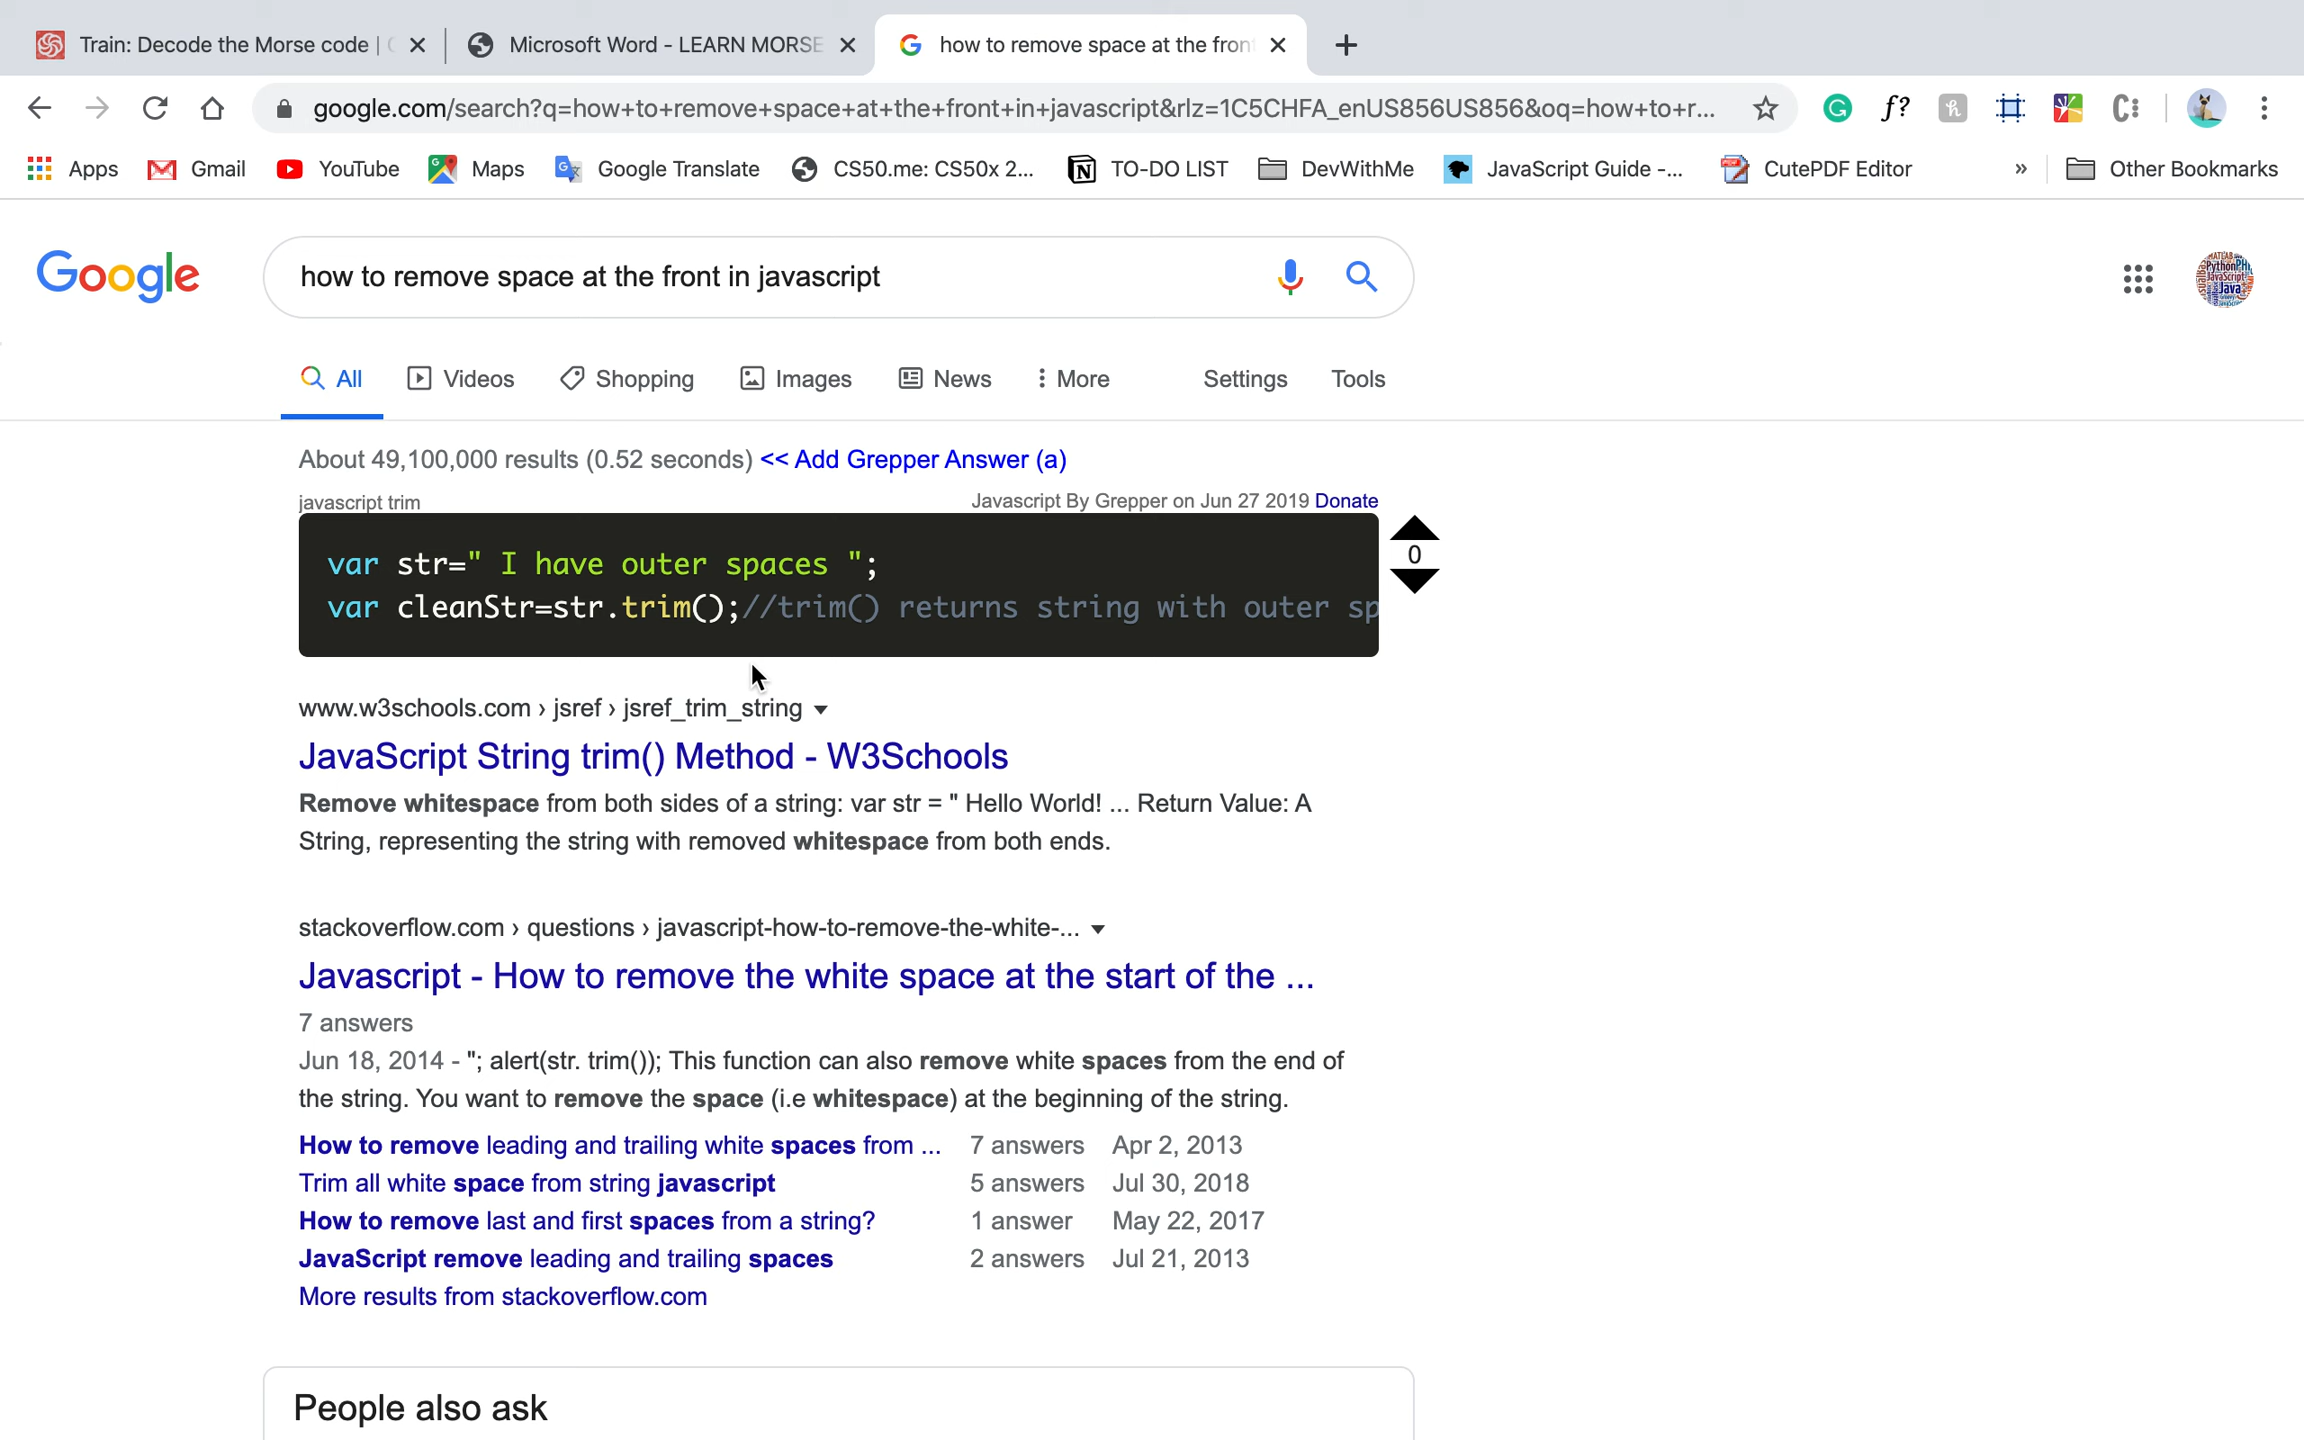 Train: Decode the Morse code |
Microsoft Word - LEARN MORSE
how to remove space at the fron
google.com/search?q=how+to+remove+space+at+the+front+in+javascript&rlz=1C5CHFA_enUS856US856&oq=how+to+r...
Apps
Gmail
YouTube
Maps
Google Translate
CS50.me: CS50x 2...
TO-DO LIST
DevWithMe
JavaScript Guide -...
CutePDF Editor
»
Other Bookmarks
Google
how to remove space at the front in javascript
All
Videos
Shopping
Images
News
More
Settings
Tools
About 49,100,000 results (0.52 seconds) << Add Grepper Answer (a)
javascript trim
Javascript By Grepper on Jun 27 2019 Donate
var str=" I have outer spaces ";
var cleanStr=str.trim();//trim() returns string with outer sp
0
www.w3schools.com › jsref › jsref_trim_string
JavaScript String trim() Method - W3Schools
Remove whitespace from both sides of a string: var str = " Hello World! ... Return Value: A
String, representing the string with removed whitespace from both ends.
stackoverflow.com › questions › javascript-how-to-remove-the-white-...
Javascript - How to remove the white space at the start of the ...
7 answers
Jun 18, 2014 - "; alert(str. trim()); This function can also remove white spaces from the end of
the string. You want to remove the space (i.e whitespace) at the beginning of the string.
How to remove leading and trailing white spaces from ... 7 answers Apr 2, 2013
Trim all white space from string javascript 5 answers Jul 30, 2018
How to remove last and first spaces from a string? 1 answer May 22, 2017
JavaScript remove leading and trailing spaces 2 answers Jul 21, 2013
More results from stackoverflow.com
People also ask